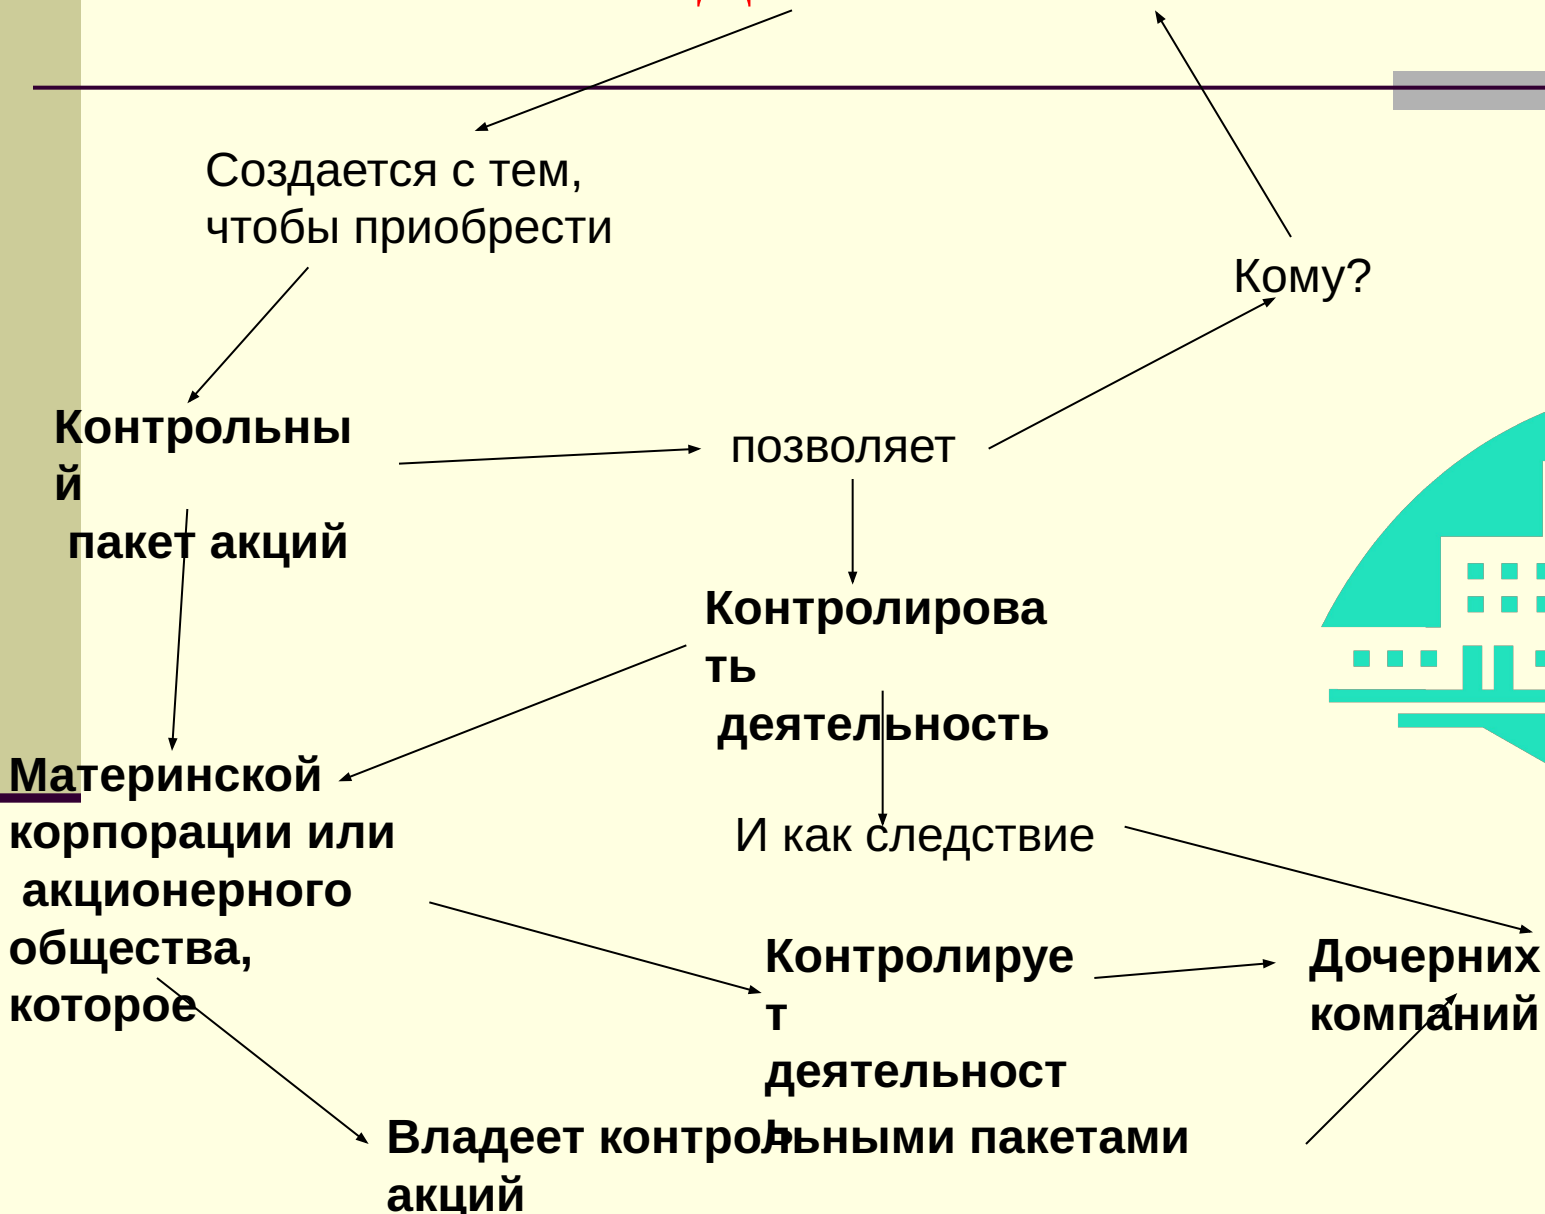 Создается с тем,
чтобы приобрести
Кому?
Контрольны
й
пакет акций
позволяет
Контролирова
ть
деятельность
Материнской
корпорации или
акционерного
общества,
которое
И как следствие
Контролируе
т
деятельност
ь
Дочерних
компаний
Владеет контрольными пакетами
акций